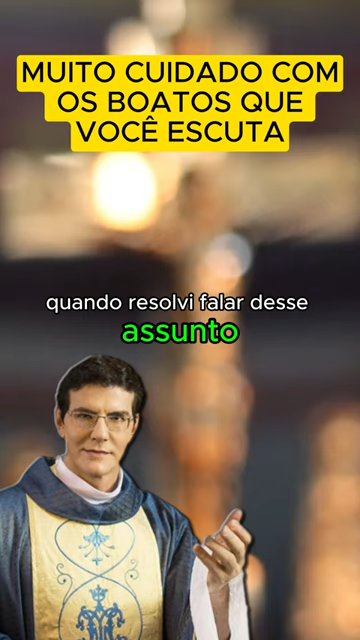 MUITO CUIDADO COM
OS BOATOS QUE
VOCÊ ESCUTA
quando resolvi falar desse
assunto